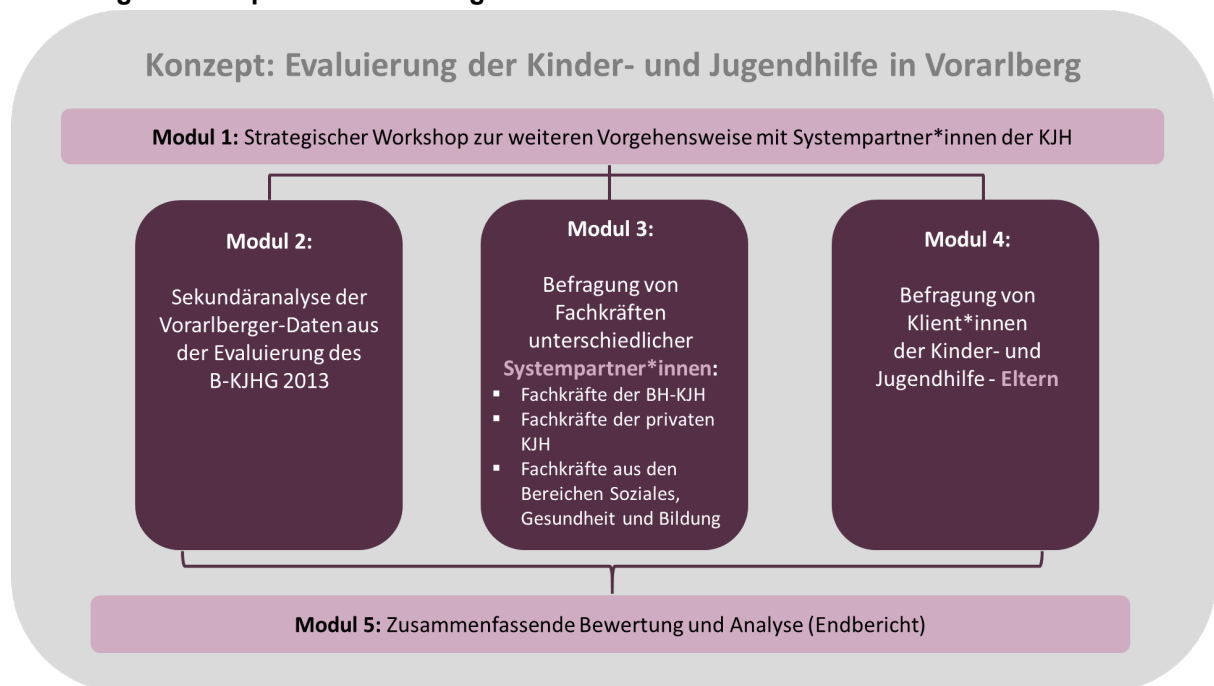 Konzept: Evaluierung der Kinder- und Jugendhilfe in Vorarlberg
Modul 1: Strategischer Workshop zur weiteren Vorgehensweise mit Systempartner*innen der KJH
Modul 2:
Sekundäranalyse der
Vorarlberger-Daten aus
der Evaluierung des
B-KJHG 2013
Modul 3:
Befragung von
Fachkräften
unterschiedlicher
Systempartner*innen:
▪ Fachkräfte der BH-KJH
▪ Fachkräfte der privaten
KJH
▪ Fachkräfte aus den
Bereichen Soziales,
Gesundheit und Bildung
Modul 4:
Befragung von
Klient*innen
der Kinder- und
Jugendhilfe - Eltern
Modul 5: Zusammenfassende Bewertung und Analyse (Endbericht)